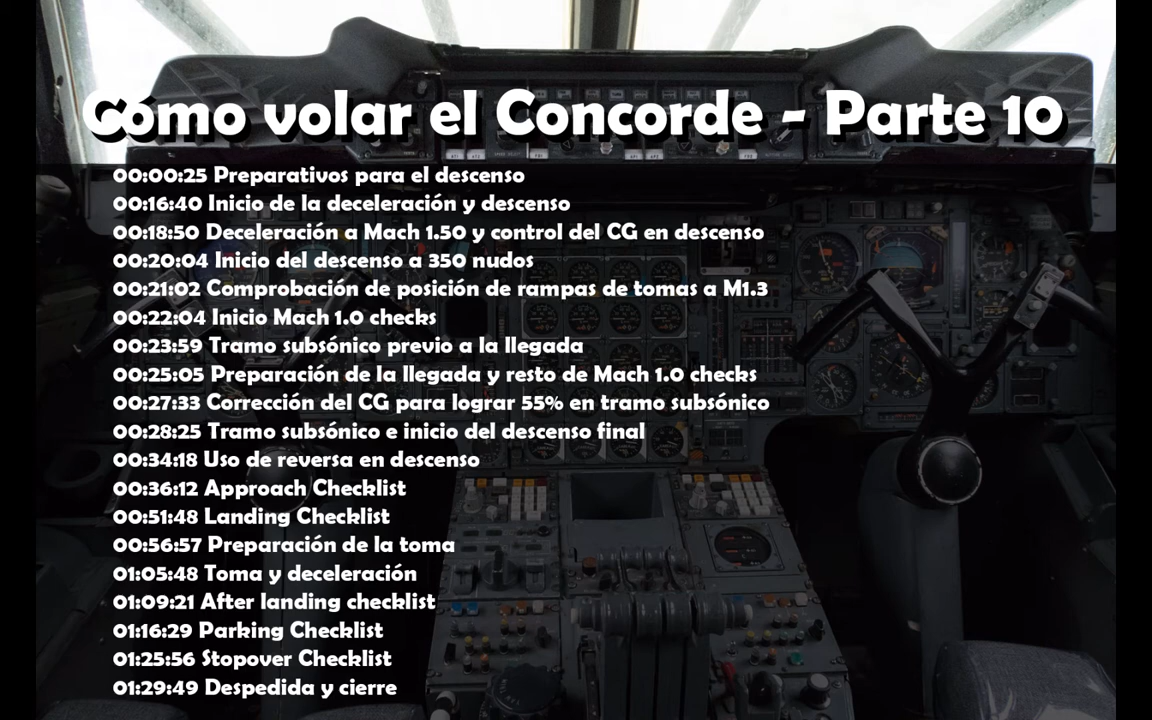 Cómo volar el Concorde - Parte 10
00:00:25 Preparativos para el descenso
00:16:40 Inicio de la deceleración y descenso
00:18:50 Deceleración a Mach 1.50 y control del CG en descenso
00:20:04 Inicio del descenso a 350 nudos
00:21:02 Comprobación de posición de rampas de tomas a M1.3
00:22:04 Inicio Mach 1.0 checks
00:23:59 Tramo subsónico previo a la llegada
00:25:05 Preparación de la llegada y resto de Mach 1.0 checks
00:27:33 Corrección del CG para lograr 55% en tramo subsónico
00:28:25 Tramo subsónico e inicio del descenso final
00:34:18 Uso de reversa en descenso
00:36:12 Approach Checklist
00:51:48 Landing Checklist
00:56:57 Preparación de la toma
01:05:48 Toma y deceleración
01:09:21 After landing checklist
01:16:29 Parking Checklist
01:25:56 Stopover Checklist
01:29:49 Despedida y cierre